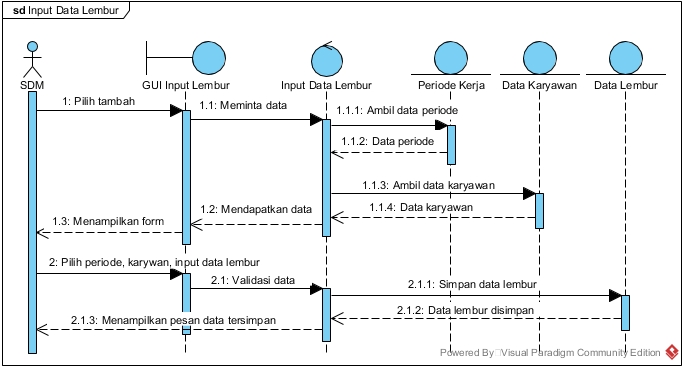 sd Input Data Lembur
SDM
GUI Input Lembur
Input Data Lembur
Periode Kerja
Data Karyawan
Data Lembur
1: Pilih tambah
1.1: Meminta data
1.1.1: Ambil data periode
1.1.2: Data periode
1.1.3: Ambil data karyawan
1.1.4: Data karyawan
1.2: Mendapatkan data
1.3: Menampilkan form
2: Pilih periode, karywan, input data lembur
2.1: Validasi data
2.1.1: Simpan data lembur
2.1.2: Data lembur disimpan
2.1.3: Menampilkan pesan data tersimpan
Powered By Visual Paradigm Community Edition